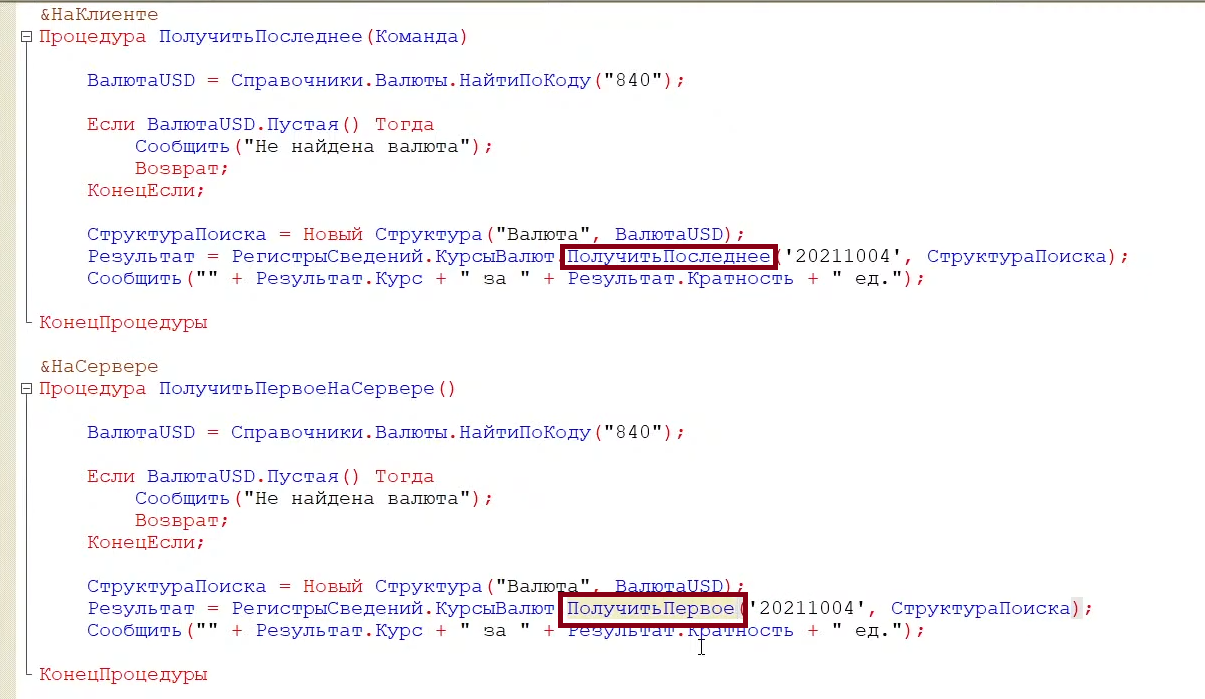 &НаКлиенте
Процедура ПолучитьПоследнее(Команда)
ВалютаUSD = Справочники.Валюты.НайтиПоКоду("840");
Если ВалютаUSD.Пустая() Тогда
Сообщить("Не найдена валюта");
Возврат;
КонецЕсли;
СтруктураПоиска = Новый Структура("Валюта", ВалютаUSD);
Результат = РегистрыСведений.КурсыВалют.ПолучитьПоследнее('20211004', СтруктураПоиска);
Сообщить("" + Результат.Курс + " за " + Результат.Кратность + " ед.");
КонецПроцедуры
&НаСервере
Процедура ПолучитьПервоеНаСервере()
ВалютаUSD = Справочники.Валюты.НайтиПоКоду("840");
Если ВалютаUSD.Пустая() Тогда
Сообщить("Не найдена валюта");
Возврат;
КонецЕсли;
СтруктураПоиска = Новый Структура("Валюта", ВалютаUSD);
Результат = РегистрыСведений.КурсыВалют ПолучитьПервое('20211004', СтруктураПоиска);
Сообщить("" + Результат.Курс + " за " + Результат.Кратность + " ед.");
КонецПроцедуры